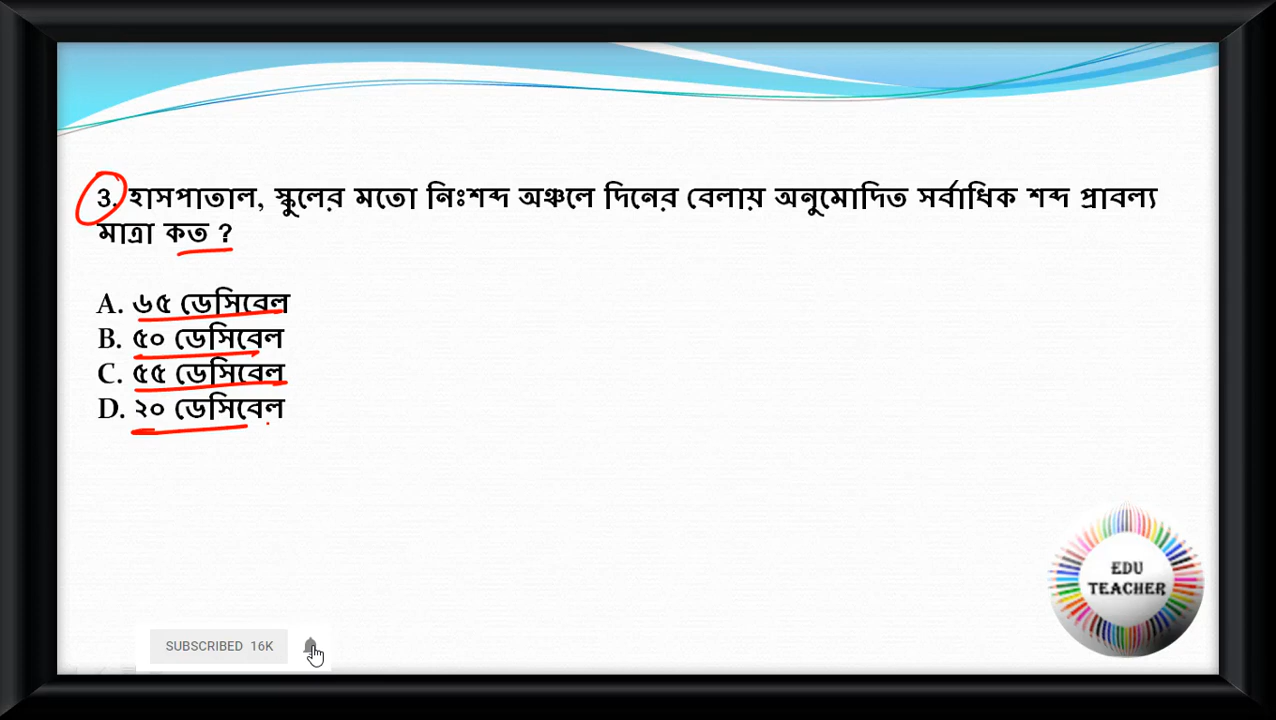 3. হাসপাতাল, স্কুলের মতো নিঃশব্দ অঞ্চলে দিনের বেলায় অনুমোদিত সর্বাধিক শব্দ প্রাবল্য
মাত্রা কত ?
A. ৬৫ ডেসিবেল
B. ৫০ ডেসিবেল
C. ৫৫ ডেসিবেল
D. ২০ ডেসিবেল
EDU
TEACHER
SUBSCRIBED 16K